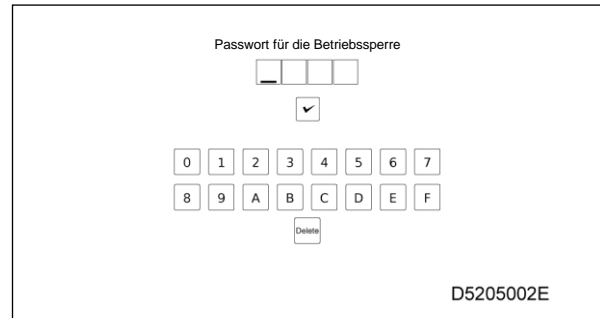 Passwort für die Betriebssperre
0 1 2 3 4 5 6 7
8 9 A B C D E F
Delete
D5205002E